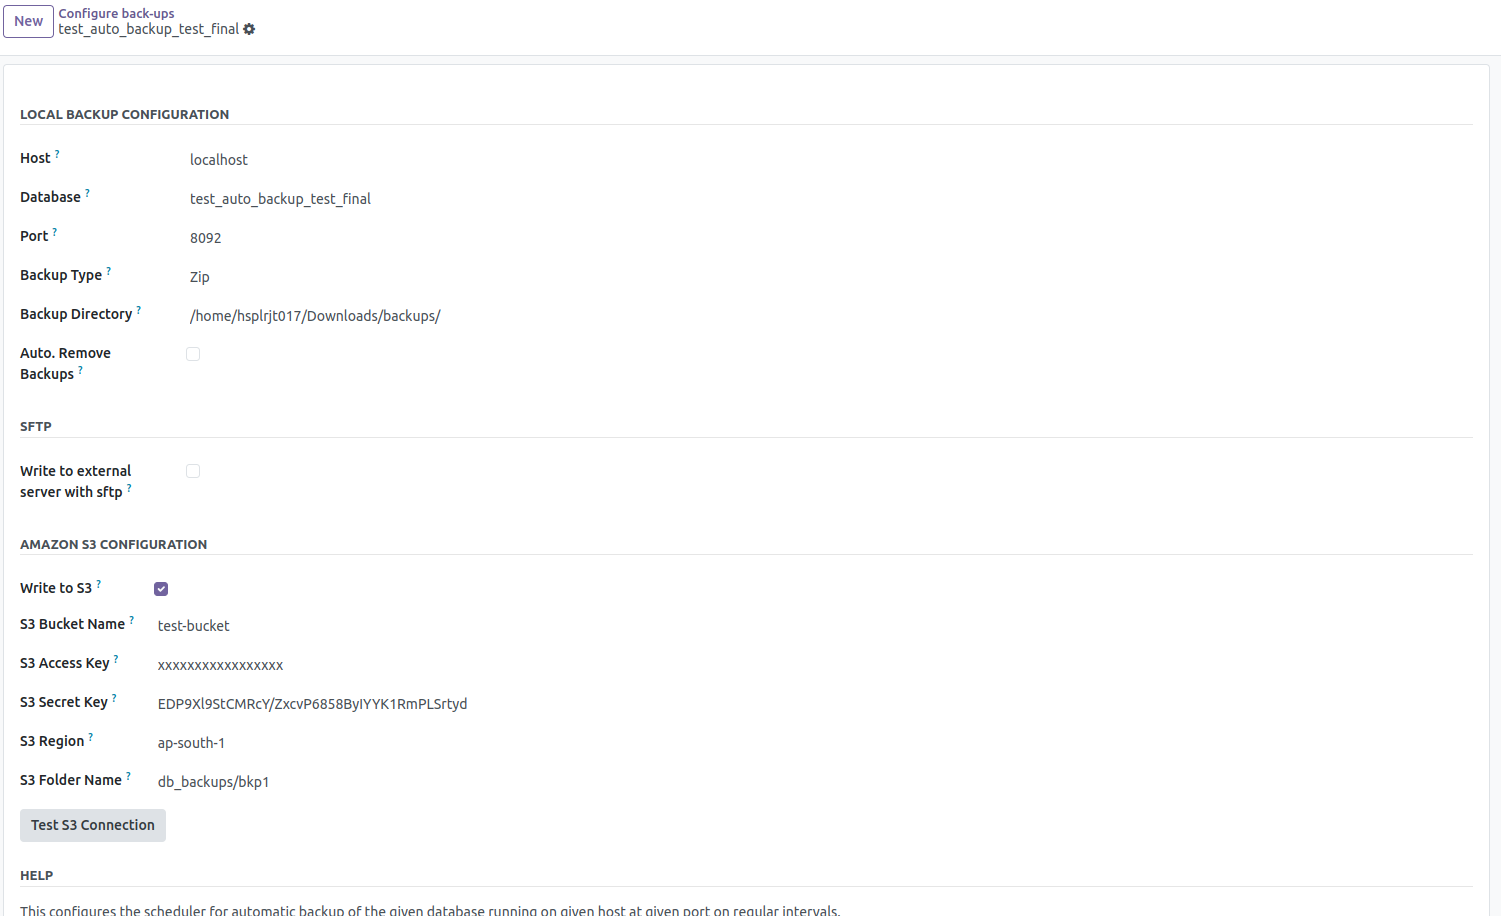 New
Configure back-ups
test_auto_backup_test_final
LOCAL BACKUP CONFIGURATION
Host ? localhost
Database ? test_auto_backup_test_final
Port ? 8092
Backup Type ? Zip
Backup Directory ? /home/hsplrjt017/Downloads/backups/
Auto. Remove
Backups ?
SFTP
Write to external
server with sftp ?
AMAZON S3 CONFIGURATION
Write to S3 ?
S3 Bucket Name ? test-bucket
S3 Access Key ? xxxxxxxxxxxxxxxxx
S3 Secret Key ? EDP9Xl9StCMRcY/ZxcvP6858ByIYYK1RmPLSrtyd
S3 Region ? ap-south-1
S3 Folder Name ? db_backups/bkp1
Test S3 Connection
HELP
This configures the scheduler for automatic backup of the given database running on given host at given port on regular intervals.